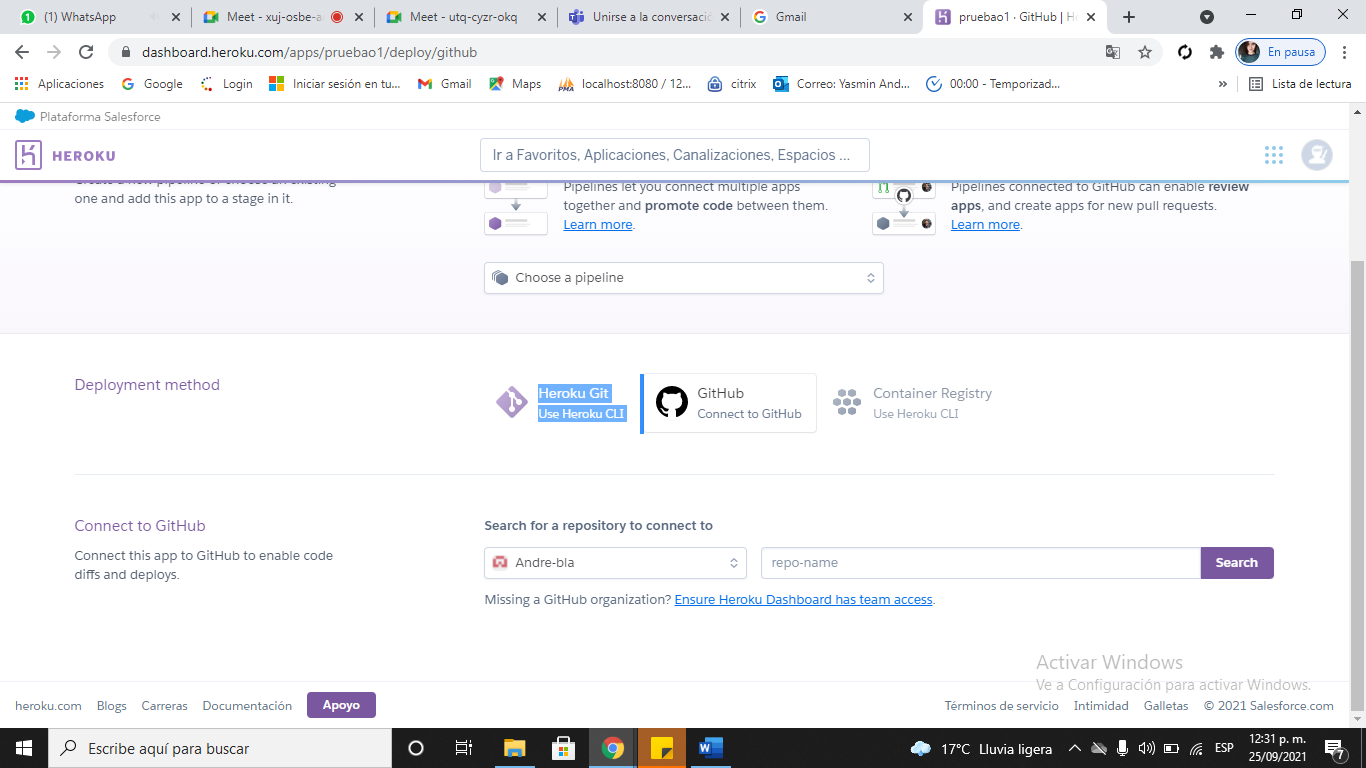 (1) WhatsApp
Meet - xuj-osbe-a
Meet - utq-cyzr-okq
Unirse a la conversació
Gmail
pruebao1 · GitHub | H
dashboard.heroku.com/apps/pruebao1/deploy/github
En pausa
Aplicaciones
Google
Login
Iniciar sesión en tu...
Gmail
Maps
localhost:8080 / 12...
citrix
Correo: Yasmin And...
00:00 - Temporizad...
»
Lista de lectura
Plataforma Salesforce
HEROKU
Ir a Favoritos, Aplicaciones, Canalizaciones, Espacios ...
Create a new pipeline or choose an existing
one and add this app to a stage in it.
Pipelines let you connect multiple apps
together and promote code between them.
Learn more.
Pipelines connected to GitHub can enable review
apps, and create apps for new pull requests.
Learn more.
Choose a pipeline
Deployment method
Heroku Git
Use Heroku CLI
GitHub
Connect to GitHub
Container Registry
Use Heroku CLI
Connect to GitHub
Connect this app to GitHub to enable code
diffs and deploys.
Search for a repository to connect to
Andre-bla
repo-name
Search
Missing a GitHub organization? Ensure Heroku Dashboard has team access.
Activar Windows
Ve a Configuración para activar Windows.
heroku.com
Blogs
Carreras
Documentación
Apoyo
Términos de servicio
Intimidad
Galletas
© 2021 Salesforce.com
Escribe aquí para buscar
17°C Lluvia ligera
ESP
12:31 p. m.
25/09/2021
7